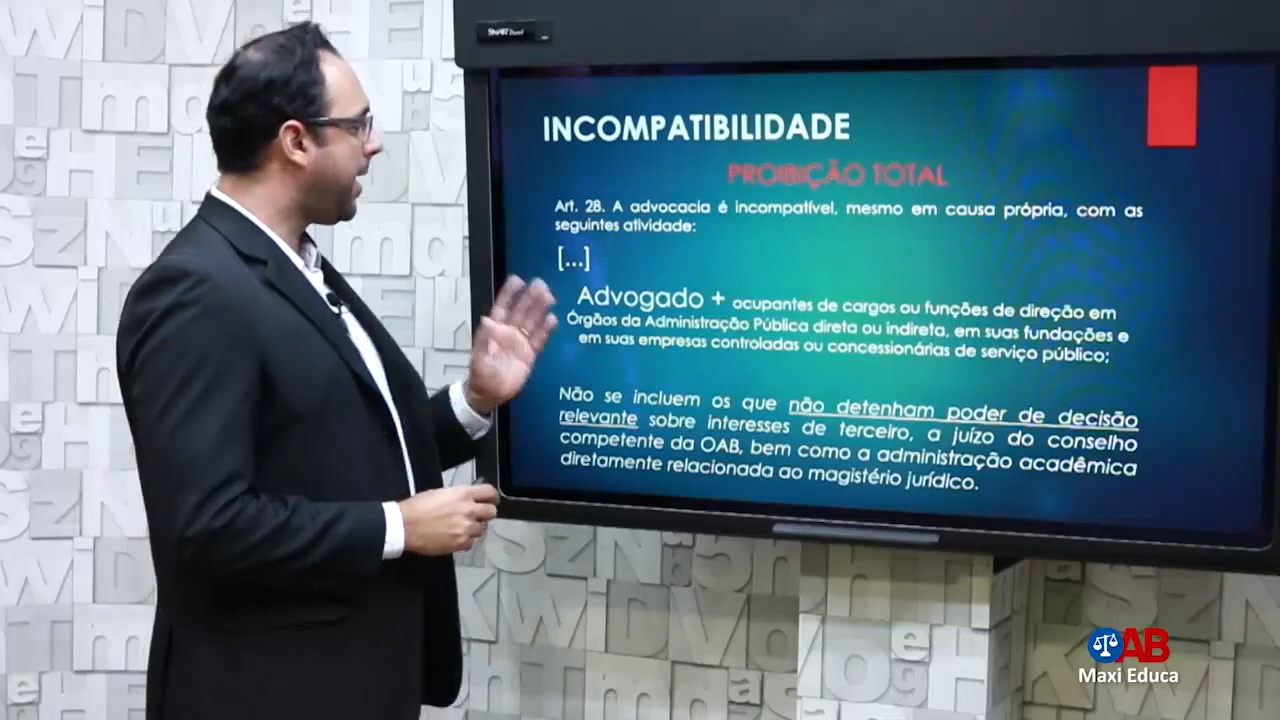 SMART Board
INCOMPATIBILIDADE
PROIBIÇÃO TOTAL
Art. 28. A advocacia é incompatível, mesmo em causa própria, com as
seguintes atividade:
[...]
Advogado + ocupantes de cargos ou funções de direção em
Órgãos da Administração Pública direta ou indireta, em suas fundações e
em suas empresas controladas ou concessionárias de serviço público;
Não se incluem os que não detenham poder de decisão
relevante sobre interesses de terceiro, a juízo do conselho
competente da OAB, bem como a administração acadêmica
diretamente relacionada ao magistério jurídico.
OAB
Maxi Educa